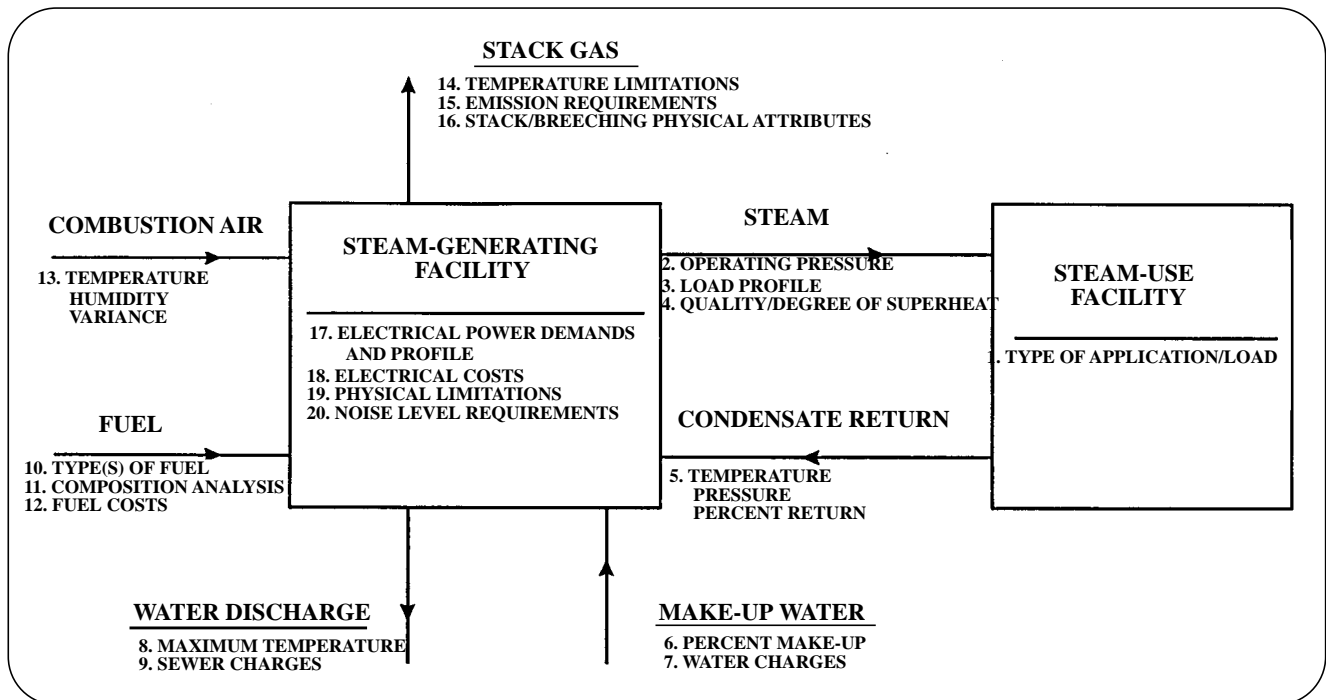 STACK GAS
14. TEMPERATURE LIMITATIONS
15. EMISSION REQUIREMENTS
16. STACK/BREECHING PHYSICAL ATTRIBUTES
COMBUSTION AIR
13. TEMPERATURE
HUMIDITY
VARIANCE
STEAM-GENERATING
FACILITY
17. ELECTRICAL POWER DEMANDS
AND PROFILE
18. ELECTRICAL COSTS
19. PHYSICAL LIMITATIONS
20. NOISE LEVEL REQUIREMENTS
STEAM
2. OPERATING PRESSURE
3. LOAD PROFILE
4. QUALITY/DEGREE OF SUPERHEAT
STEAM-USE
FACILITY
1. TYPE OF APPLICATION/LOAD
FUEL
10. TYPE(S) OF FUEL
11. COMPOSITION ANALYSIS
12. FUEL COSTS
CONDENSATE RETURN
5. TEMPERATURE
PRESSURE
PERCENT RETURN
WATER DISCHARGE
8. MAXIMUM TEMPERATURE
9. SEWER CHARGES
MAKE-UP WATER
6. PERCENT MAKE-UP
7. WATER CHARGES